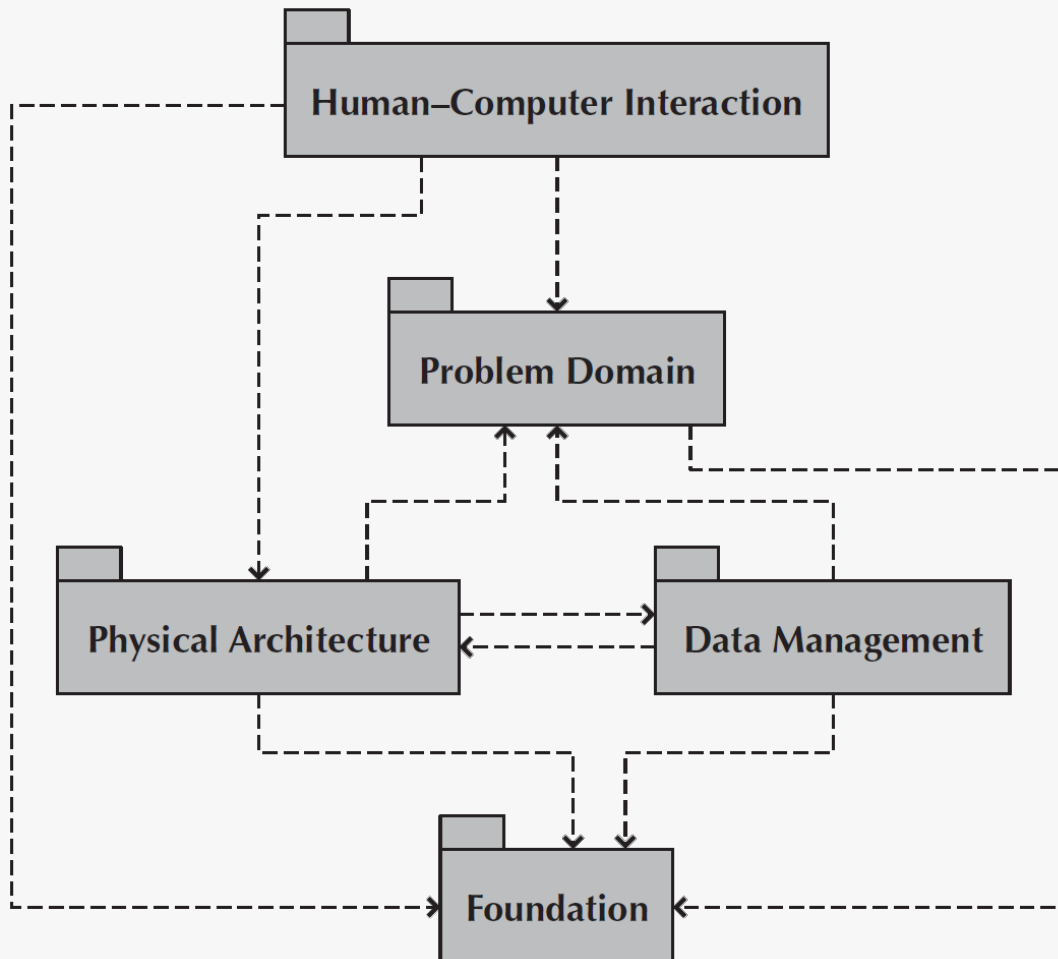 Human–Computer Interaction
Problem Domain
Physical Architecture
Data Management
Foundation